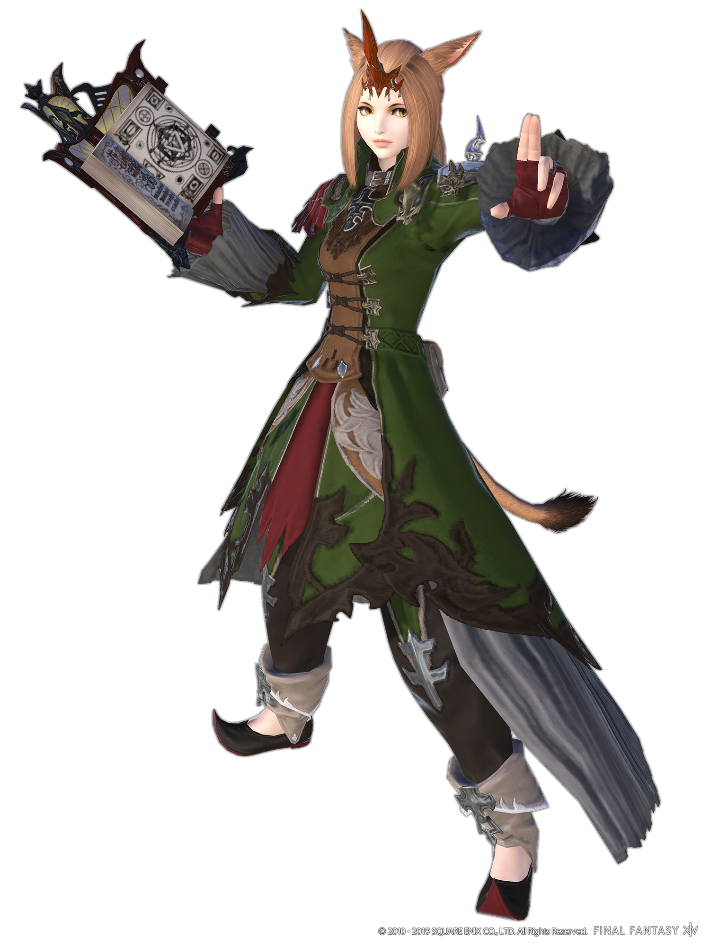 © 2010 - 2019 SQUARE ENIX CO., LTD. All Rights Reserved. FINAL FANTASY XIV